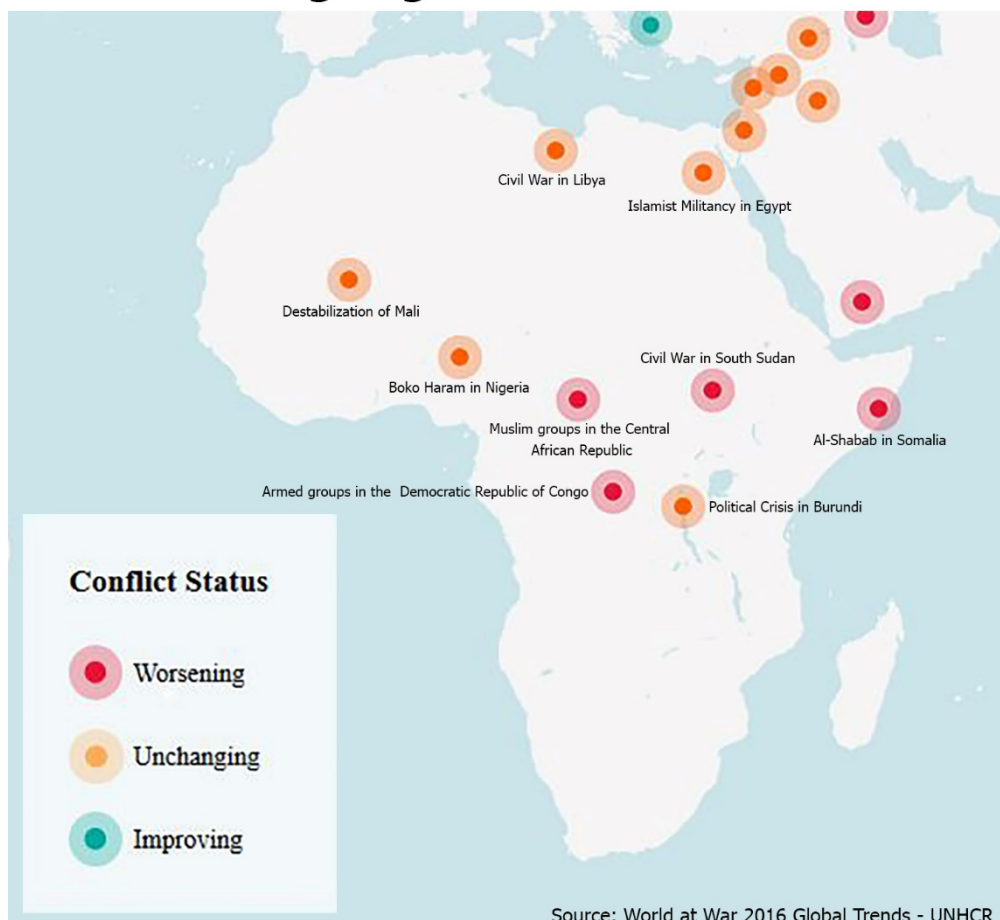 Civil War in Libya
Islamist Militancy in Egypt
Destabilization of Mali
Civil War in South Sudan
Boko Haram in Nigeria
Muslim groups in the Central
African Republic
Al-Shabab in Somalia
Armed groups in the  Democratic Republic of Congo
Political Crisis in Burundi
Conflict Status
Worsening
Unchanging
Improving
Source: World at War 2016 Global Trends - UNHCR